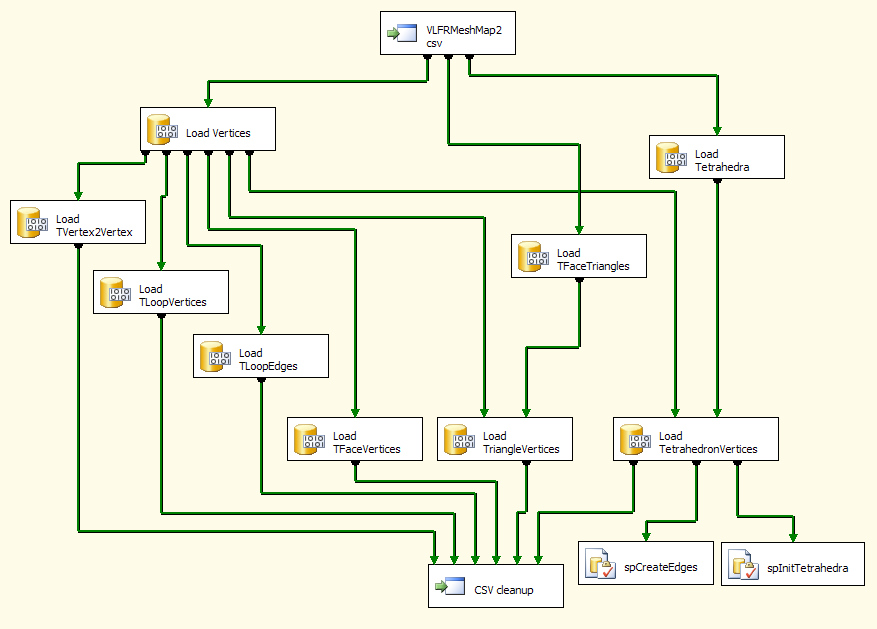 VLFRMeshMap2
csv
Load Vertices
Load
Tetrahedra
Load
TVertex2Vertex
Load
TFaceTriangles
Load
TLoopVertices
Load
TLoopEdges
Load
TFaceVertices
Load
TriangleVertices
Load
TetrahedronVertices
spCreateEdges
spInitTetrahedra
CSV cleanup